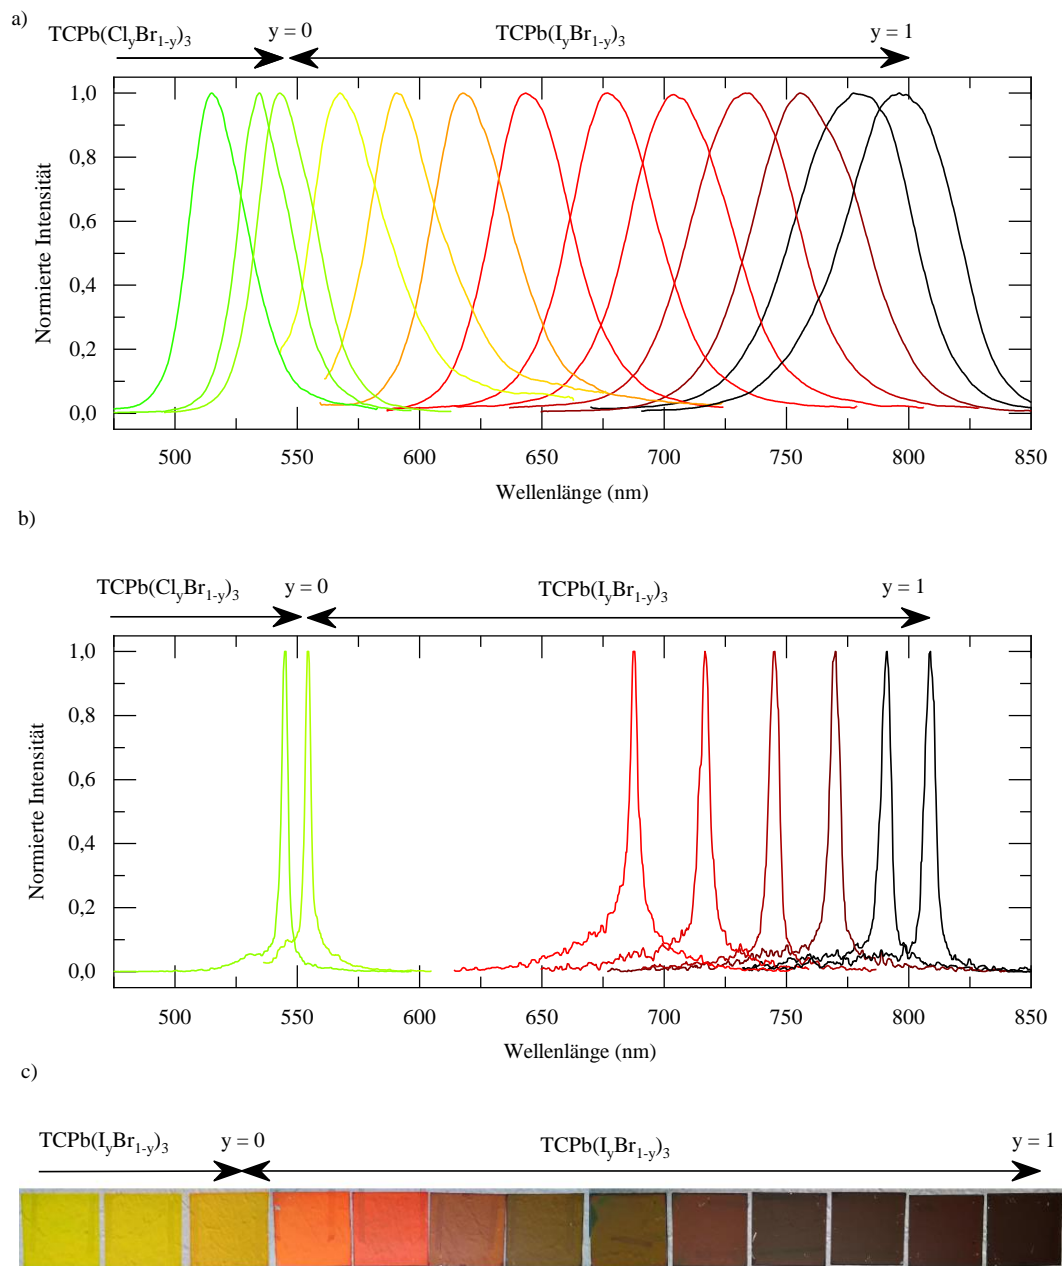 a)
TCPb(ClyBr1-y)3 y = 0 TCPb(IyBr1-y)3 y = 1
1,0
0,8
0,6
0,4
0,2
0,0
Normierte Intensität
500 550 600 650 700 750 800 850
Wellenlänge (nm)
b)
TCPb(ClyBr1-y)3 y = 0 TCPb(IyBr1-y)3 y = 1
1,0
0,8
0,6
0,4
0,2
0,0
Normierte Intensität
500 550 600 650 700 750 800 850
Wellenlänge (nm)
c)
TCPb(IyBr1-y)3 y = 0 TCPb(IyBr1-y)3 y = 1